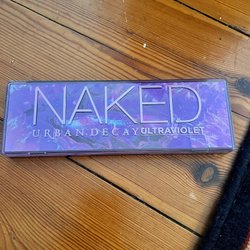 NAKED
URBAN DECAY ULTRAVIOLET